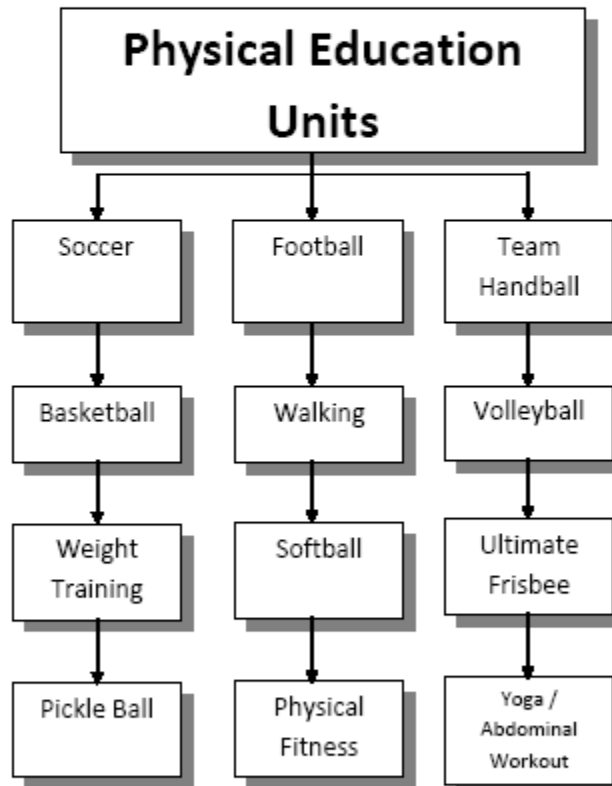 Physical Education
Units
Soccer
Football
Team
Handball
Basketball
Walking
Volleyball
Weight
Training
Softball
Ultimate
Frisbee
Pickle Ball
Physical
Fitness
Yoga /
Abdominal
Workout